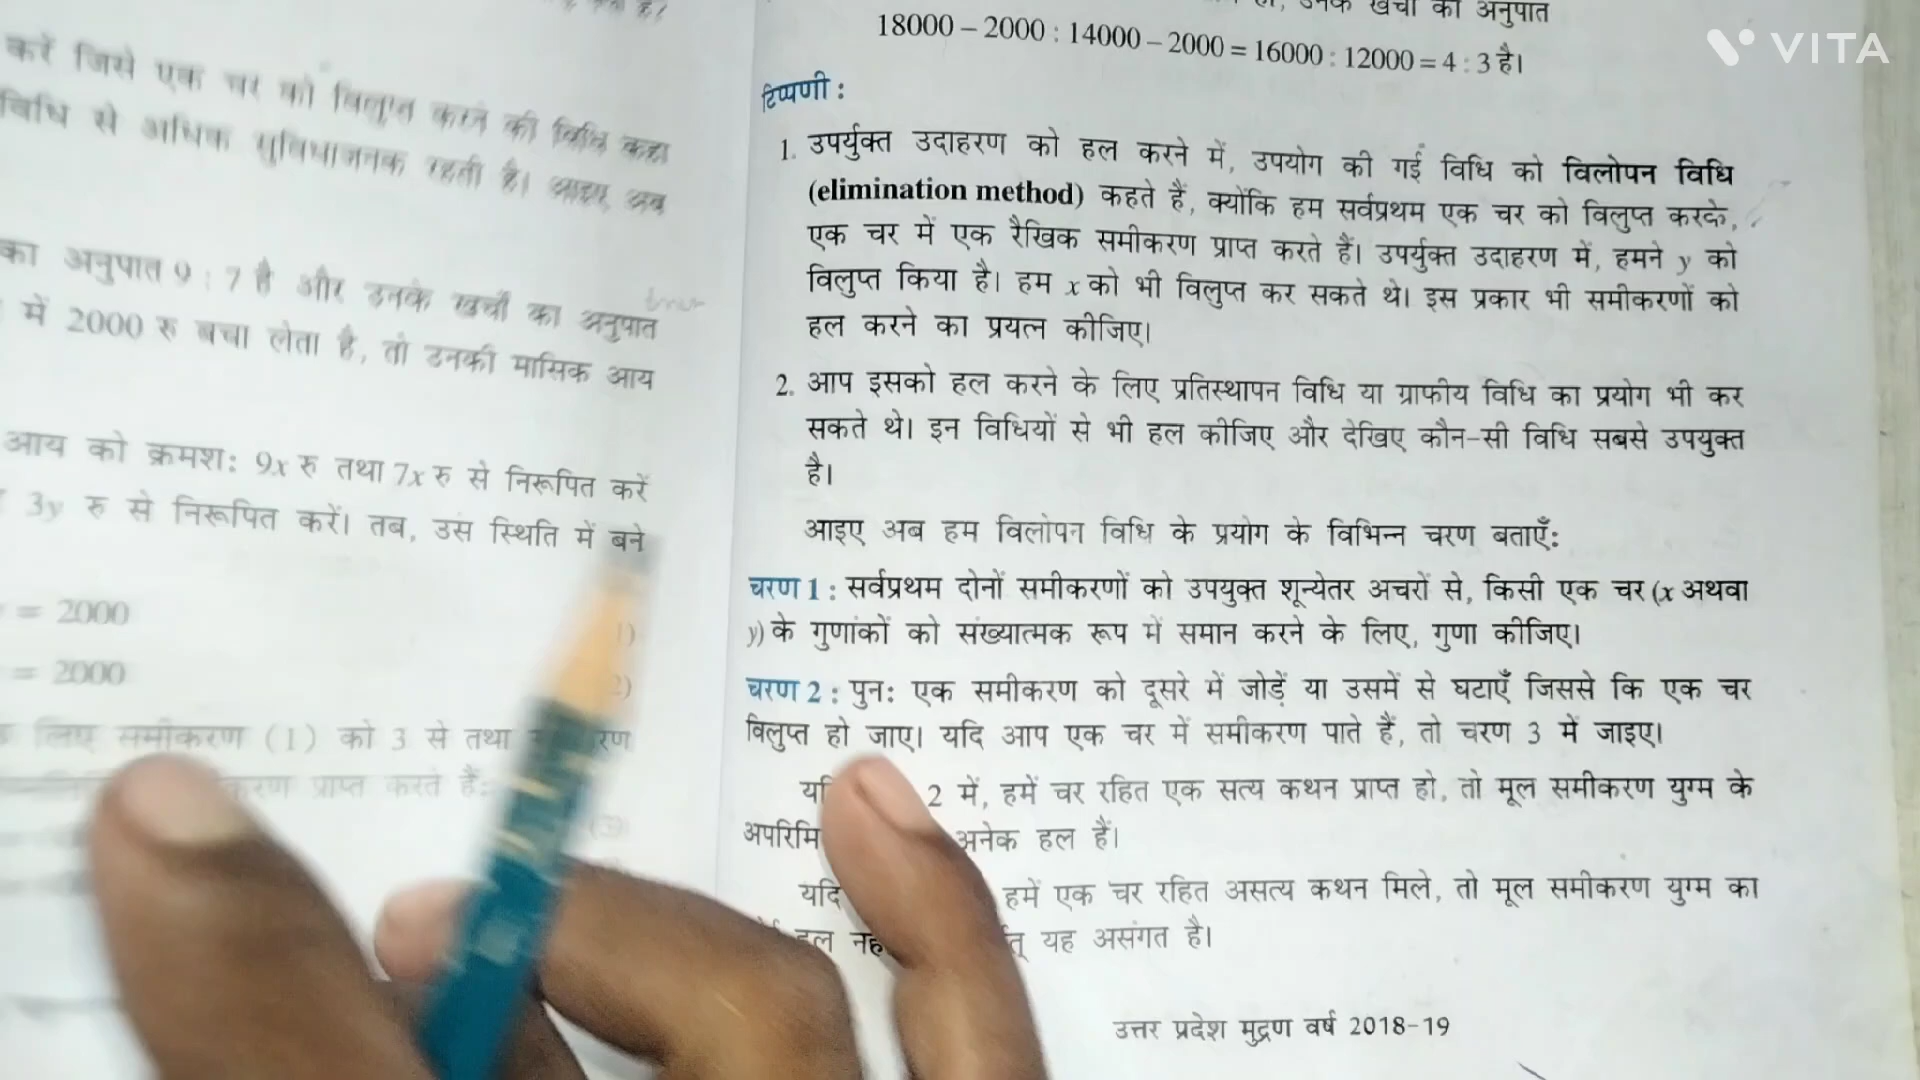 करें जिसे एक चर को विलुप्त करने की विधि कहा
विधि से अधिक सुविधाजनक रहती है। आइए अब
का अनुपात 9 : 7 है और उनके खर्चों का अनुपात
में 2000 रु बचा लेता है, तो उनकी मासिक आय
आय को क्रमश: 9x रु तथा 7x रु से निरूपित करें
3y रु से निरूपित करें। तब, उस स्थिति में बने
= 2000
= 2000
लिए समीकरण (1) को 3 से तथा
करण प्राप्त करते हैं:
उनके खर्चों का अनुपात
18000 – 2000 : 14000 – 2000 = 16000 : 12000 = 4 : 3 है।
VITA
टिप्पणी :
1. उपर्युक्त उदाहरण को हल करने में, उपयोग की गई विधि को विलोपन विधि
(elimination method) कहते हैं, क्योंकि हम सर्वप्रथम एक चर को विलुप्त करके,
एक चर में एक रैखिक समीकरण प्राप्त करते हैं। उपर्युक्त उदाहरण में, हमने y को
विलुप्त किया है। हम x को भी विलुप्त कर सकते थे। इस प्रकार भी समीकरणों को
हल करने का प्रयत्न कीजिए।
2. आप इसको हल करने के लिए प्रतिस्थापन विधि या ग्राफीय विधि का प्रयोग भी कर
सकते थे। इन विधियों से भी हल कीजिए और देखिए कौन-सी विधि सबसे उपयुक्त
है।
आइए अब हम विलोपन विधि के प्रयोग के विभिन्न चरण बताएँ:
चरण 1 : सर्वप्रथम दोनों समीकरणों को उपयुक्त शून्येतर अचरों से, किसी एक चर (x अथवा
y) के गुणांकों को संख्यात्मक रूप में समान करने के लिए, गुणा कीजिए।
चरण 2 : पुन: एक समीकरण को दूसरे में जोड़ें या उसमें से घटाएँ जिससे कि एक चर
विलुप्त हो जाए। यदि आप एक चर में समीकरण पाते हैं, तो चरण 3 में जाइए।
2 में, हमें चर रहित एक सत्य कथन प्राप्त हो, तो मूल समीकरण युग्म के
अनेक हल हैं।
यदि हमें एक चर रहित असत्य कथन मिले, तो मूल समीकरण युग्म का
हल यह असंगत है।
उत्तर प्रदेश मुद्रण वर्ष 2018-19